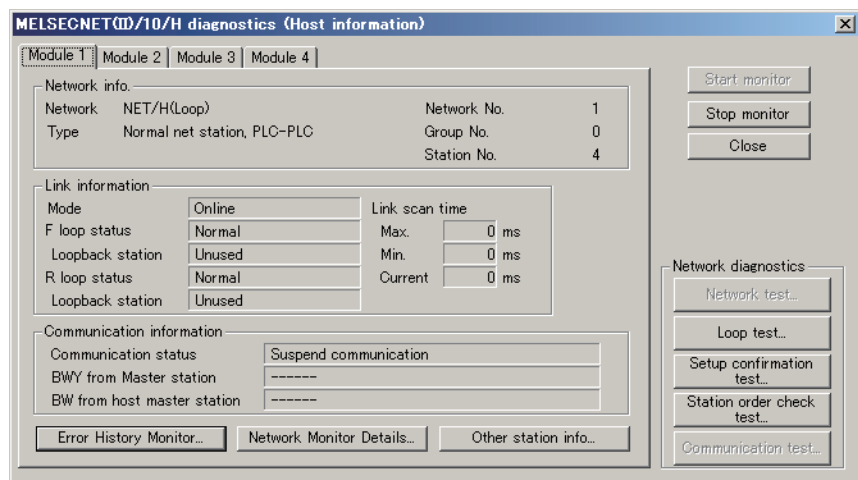 MELSECNET(II)/10/H diagnostics (Host information)
Module 1 Module 2 Module 3 Module 4
Network info.
Network NET/H(Loop) Network No. 1
Type Normal net station, PLC-PLC Group No. 0
Station No. 4
Link information
Mode Online Link scan time
F loop status Normal Max. 0 ms
Loopback station Unused Min. 0 ms
R loop status Normal Current 0 ms
Loopback station Unused
Communication information
Communication status Suspend communication
BWY from Master station ------
BW from host master station ------
Error History Monitor... Network Monitor Details... Other station info...
Start monitor
Stop monitor
Close
Network diagnostics
Network test...
Loop test...
Setup confirmation
test...
Station order check
test...
Communication test...